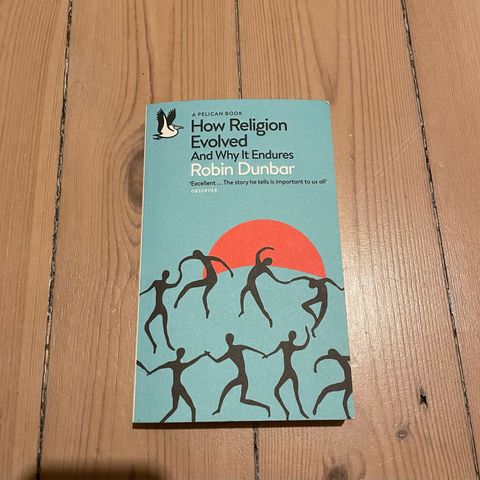 A PELICAN BOOK
How Religion
Evolved
And Why It Endures
Robin Dunbar
‘Excellent ... The story he tells is important to us all’
OBSERVER